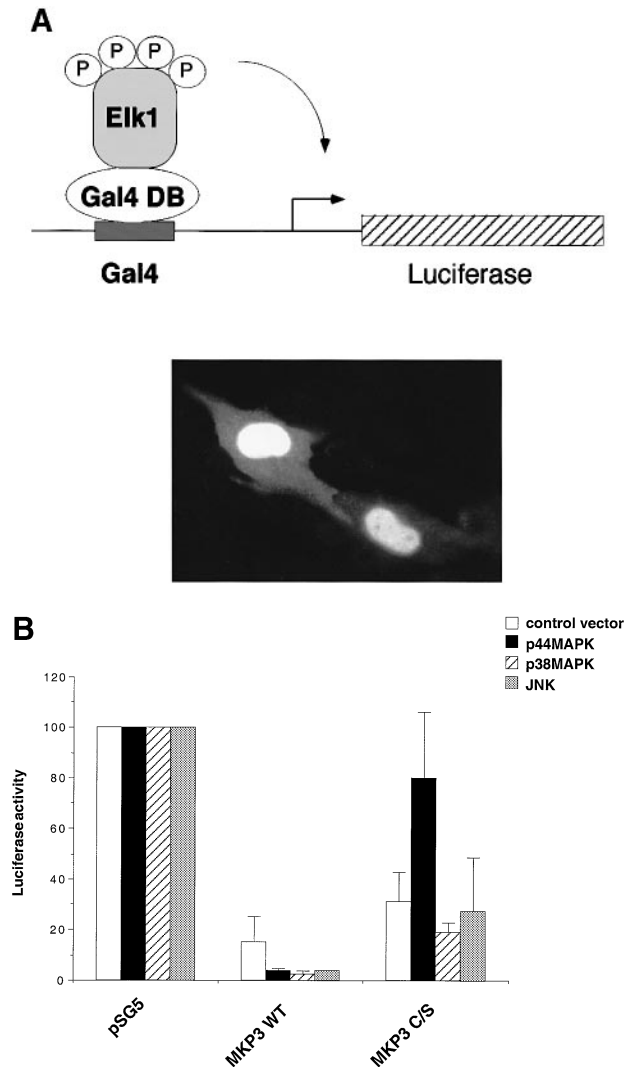 A
P P P P
Elk1
Gal4 DB
Gal4
Luciferase
B
control vector
p44MAPK
p38MAPK
JNK
120
100
80
60
40
20
0
Luciferase activity
pSG5
MKP3 WT
MKP3 C/S